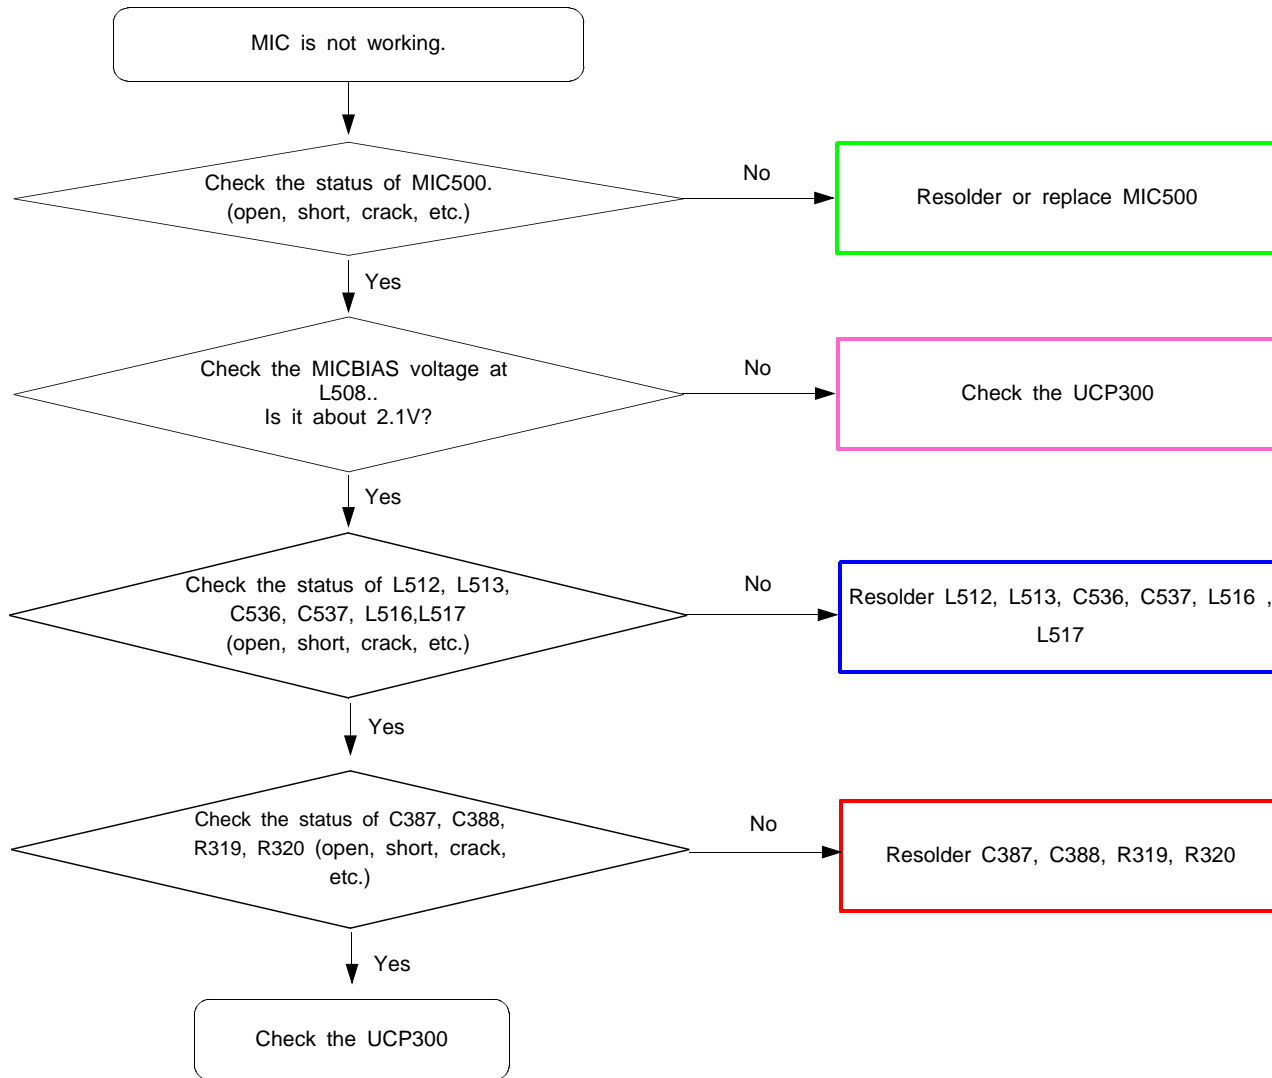 MIC is not working.
Check the status of MIC500.
(open, short, crack, etc.)
No
Resolder or replace MIC500
Yes
Check the MICBIAS voltage at
L508..
Is it about 2.1V?
No
Check the UCP300
Yes
Check the status of L512, L513,
C536, C537, L516,L517
(open, short, crack, etc.)
No
Resolder L512, L513, C536, C537, L516 ,
L517
Yes
Check the status of C387, C388,
R319, R320 (open, short, crack,
etc.)
No
Resolder C387, C388, R319, R320
Yes
Check the UCP300